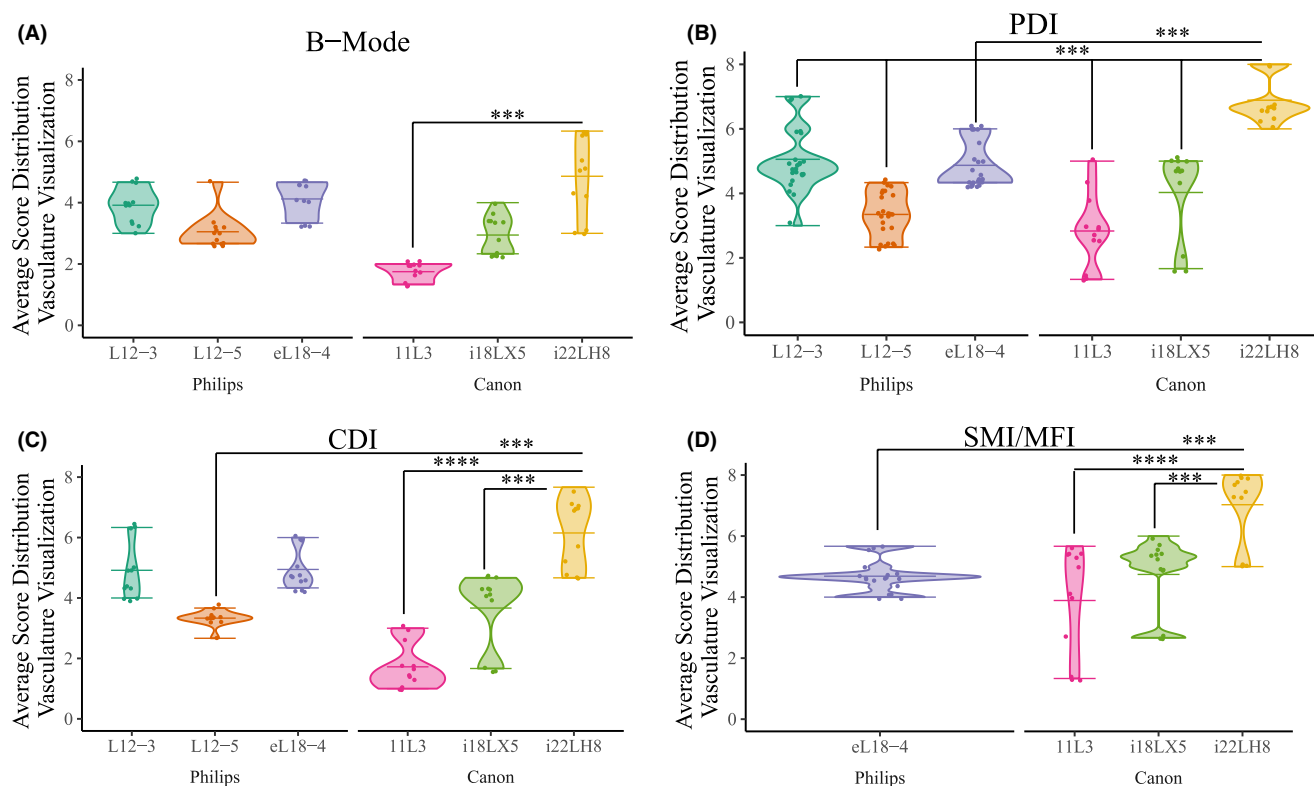 (A)
B−Mode
Average Score Distribution
Vasculature Visualization
8
6
4
2
0
***
L12−3 L12−5 eL18−4 11L3 i18LX5 i22LH8
Philips Canon
(B)
PDI
Average Score Distribution
Vasculature Visualization
8
6
4
2
0
***
***
L12−3 L12−5 eL18−4 11L3 i18LX5 i22LH8
Philips Canon
(C)
CDI
Average Score Distribution
Vasculature Visualization
8
6
4
2
0
***
****
***
L12−3 L12−5 eL18−4 11L3 i18LX5 i22LH8
Philips Canon
(D)
SMI/MFI
Average Score Distribution
Vasculature Visualization
8
6
4
2
0
***
****
***
eL18−4 11L3 i18LX5 i22LH8
Philips Canon